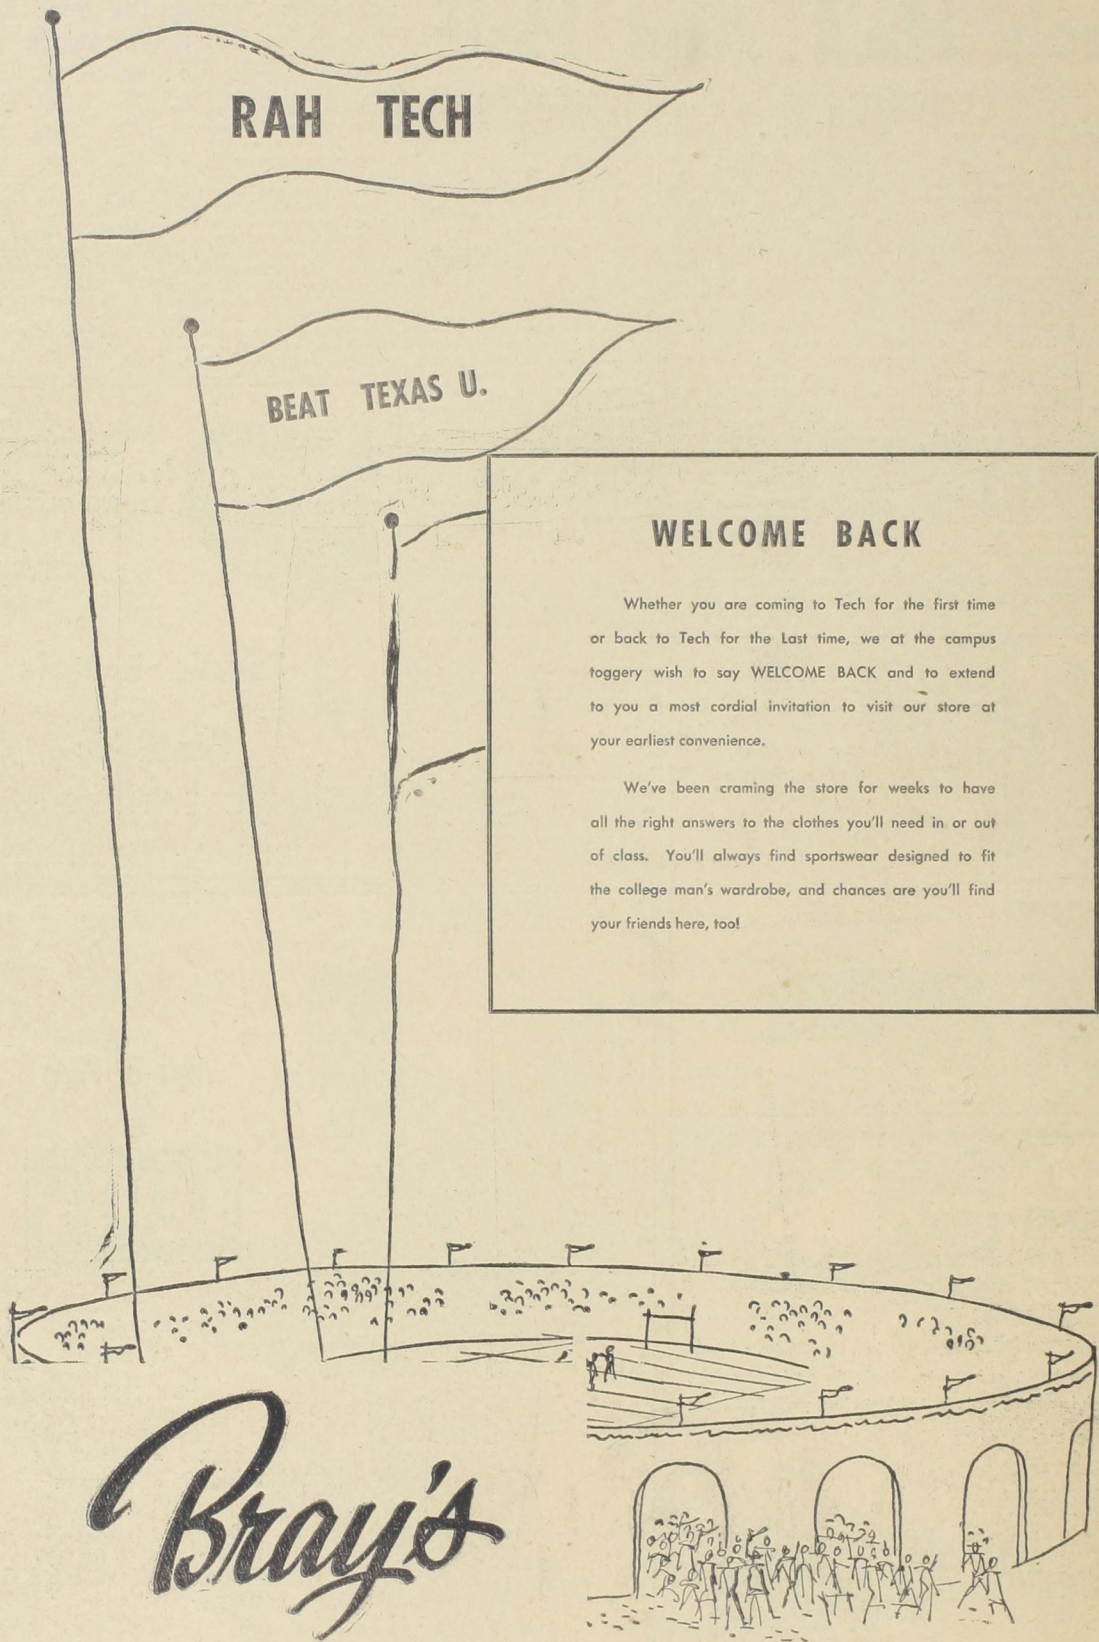 RAH TECH
BEAT TEXAS U.
WELCOME BACK
Whether you are coming to Tech for the first time
or back to Tech for the Last time, we at the campus
toggery wish to say WELCOME BACK and to extend
to you a most cordial invitation to visit our store at
your earliest convenience.
We've been craming the store for weeks to have
all the right answers to the clothes you'll need in or out
of class. You'll always find sportswear designed to fit
the college man's wardrobe, and chances are you'll find
your friends here, too!
Bray's